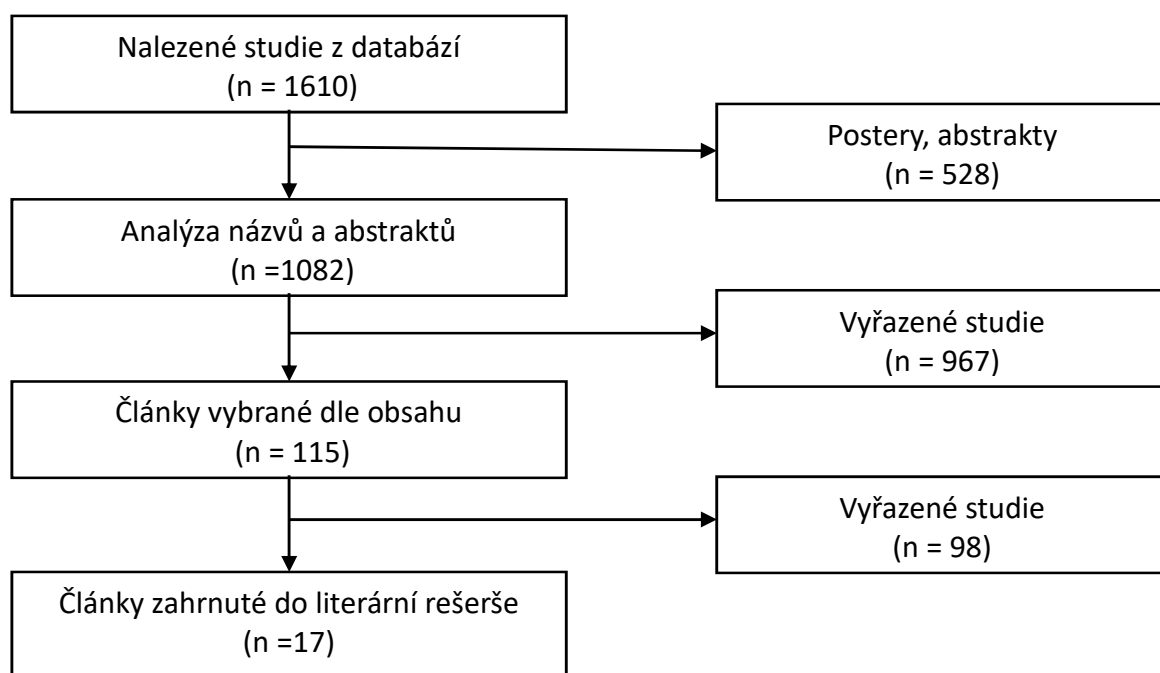 Nalezené studie z databází
(n = 1610)
Postery, abstrakty
(n = 528)
Analýza názvů a abstraktů
(n =1082)
Vyřazené studie
(n = 967)
Články vybrané dle obsahu
(n = 115)
Vyřazené studie
(n = 98)
Články zahrnuté do literární rešerše
(n =17)